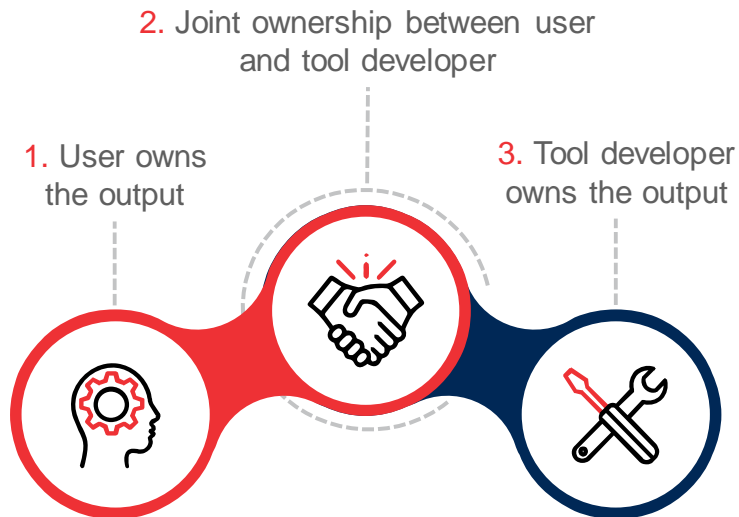 2. Joint ownership between user
and tool developer
1. User owns
the output
3. Tool developer
owns the output